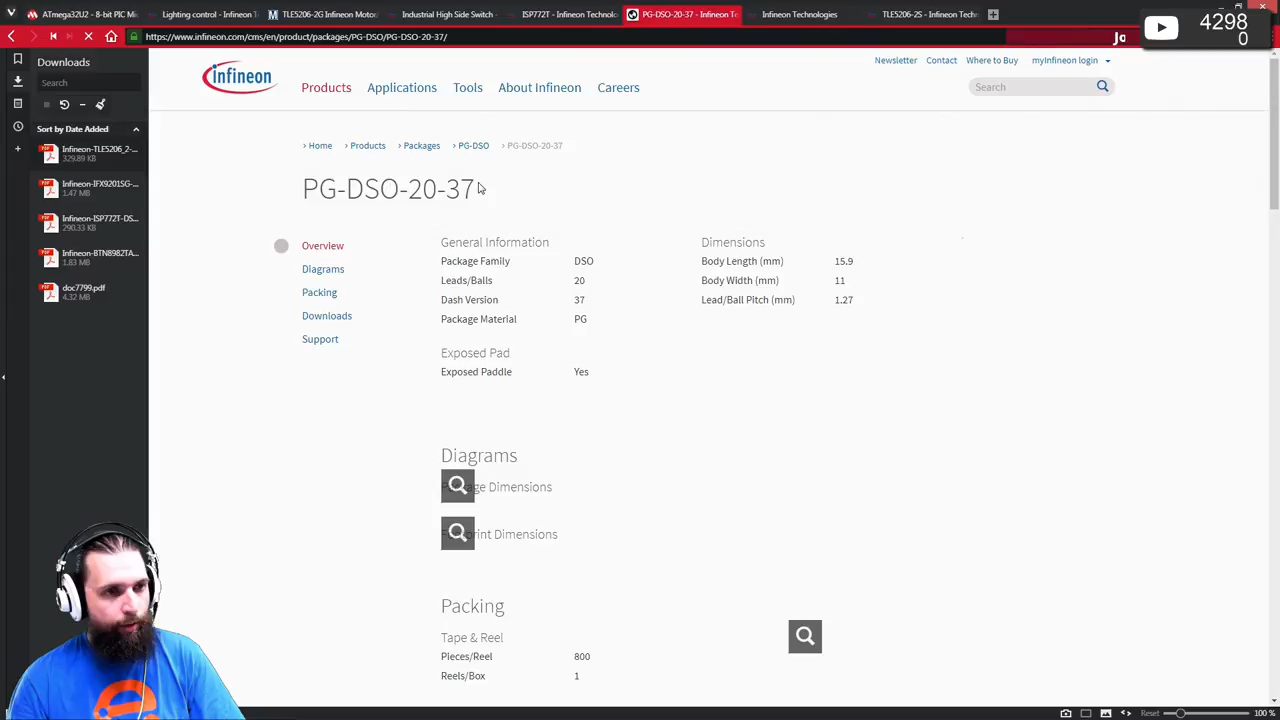 ATmega32U2 - 8-bit PIC Mic
Lighting control - Infineon
TLE5206-2G Infineon Motor
Industrial High Side Switch
ISP772T - Infineon Technolo
PG-DSO-20-37 - Infineon Te
Infineon Technologies
TLE5206-2S - Infineon Tech
4298
0
https://www.infineon.com/cms/en/product/packages/PG-DSO/PG-DSO-20-37/
Jo
Downloads
Search
Sort by Date Added
Infineon-TLE5206_2-...
329.89 KB
Infineon-IFX9201SG-...
1.47 MB
Infineon-ISP772T-DS...
290.33 KB
Infineon-BTN8982TA...
1.83 MB
doc7799.pdf
4.32 MB
Newsletter Contact Where to Buy myInfineon login
infineon
Products Applications Tools About Infineon Careers
Search
Home Products Packages PG-DSO PG-DSO-20-37
PG-DSO-20-37
Overview
Diagrams
Packing
Downloads
Support
General Information
Package Family DSO
Leads/Balls 20
Dash Version 37
Package Material PG
Exposed Pad
Exposed Paddle Yes
Dimensions
Body Length (mm) 15.9
Body Width (mm) 11
Lead/Ball Pitch (mm) 1.27
Diagrams
Package Dimensions
Footprint Dimensions
Packing
Tape & Reel
Pieces/Reel 800
Reels/Box 1
Reset 100 %